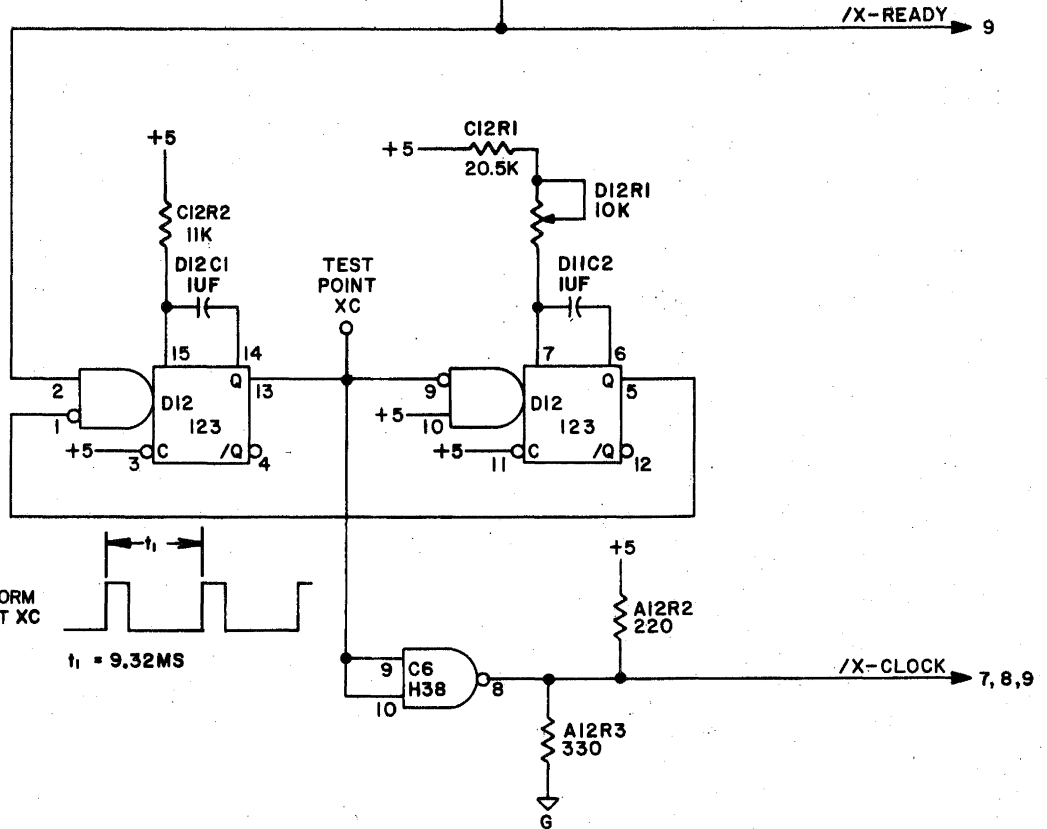 /X-READY
9
+5
C12R2
11K
D12C1
1UF
15
14
2
1
D12
123
Q
13
+5
3
C
/Q
4
TEST
POINT
XC
+5
C12R1
20.5K
D12R1
10K
D11C2
1UF
7
6
9
+5
10
D12
123
Q
5
+5
11
C
/Q
12
t₁
ORM
T XC
t₁ = 9.32MS
9
10
C6
H38
8
+5
A12R2
220
/X-CLOCK
7, 8, 9
A12R3
330
G